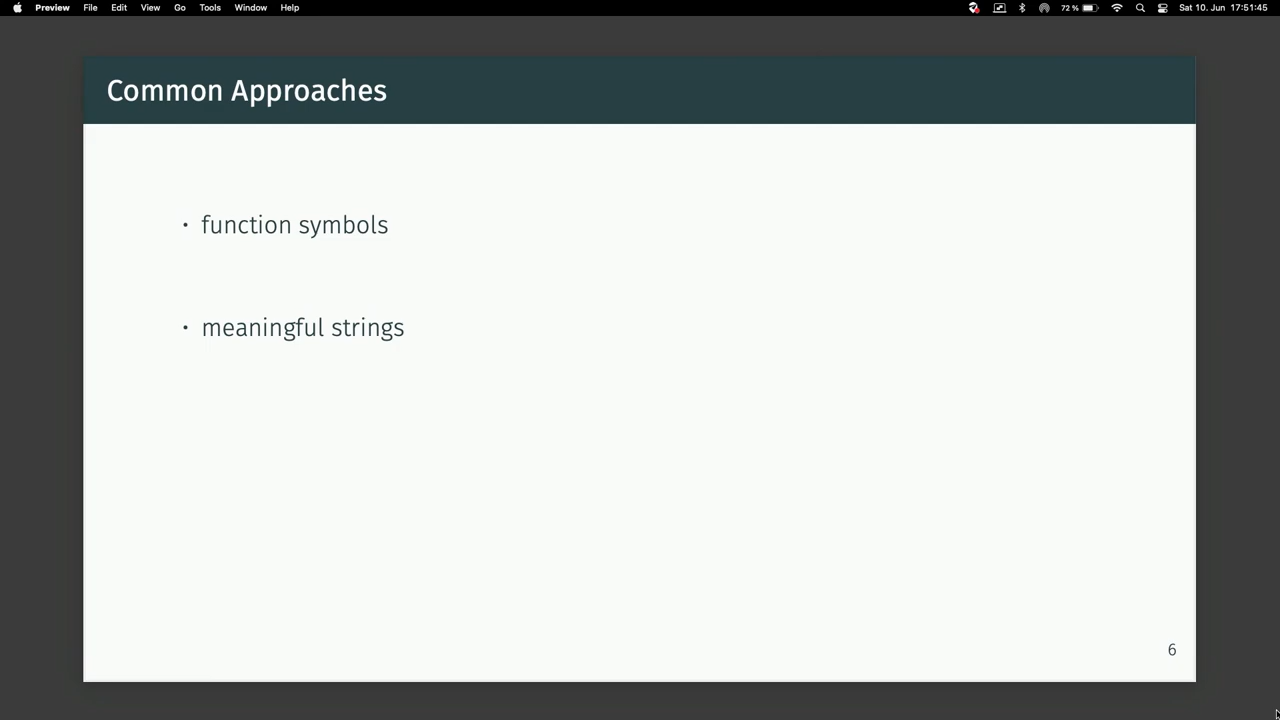 Preview File Edit View Go Tools Window Help 72 % Sat 10. Jun 17:51:45
Common Approaches
• function symbols
• meaningful strings
6